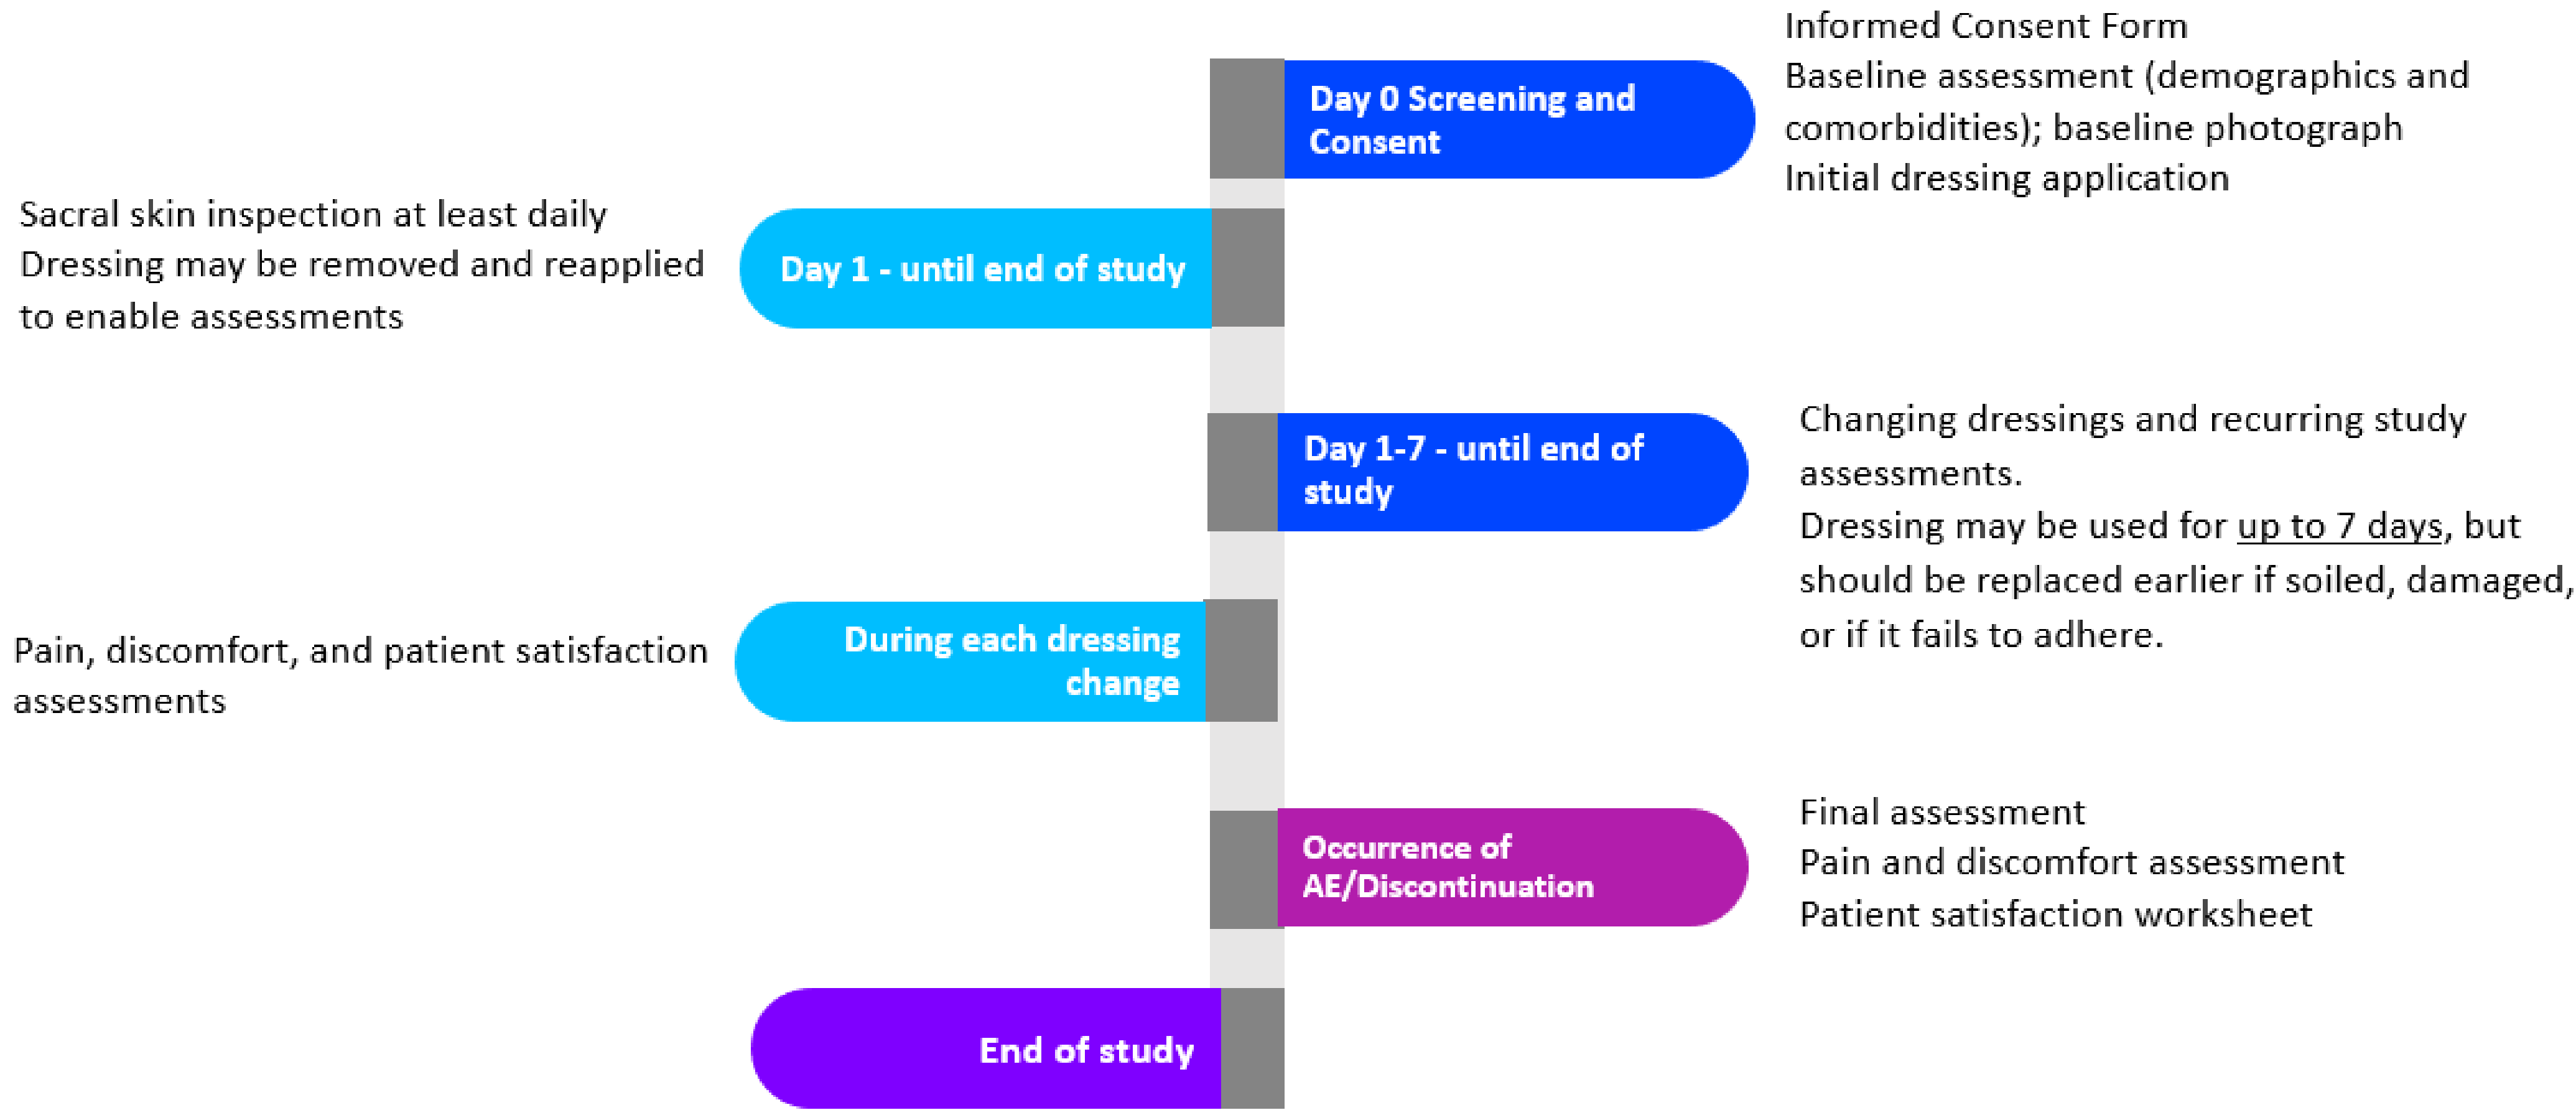 Informed Consent Form
Baseline assessment (demographics and
comorbidities); baseline photograph
Initial dressing application
Day 0 Screening and
Consent
Sacral skin inspection at least daily
Dressing may be removed and reapplied
to enable assessments
Day 1 - until end of study
Day 1-7 - until end of
study
Changing dressings and recurring study
assessments.
Dressing may be used for up to 7 days, but
should be replaced earlier if soiled, damaged,
or if it fails to adhere.
Pain, discomfort, and patient satisfaction
assessments
During each dressing
change
Occurrence of
AE/Discontinuation
Final assessment
Pain and discomfort assessment
Patient satisfaction worksheet
End of study